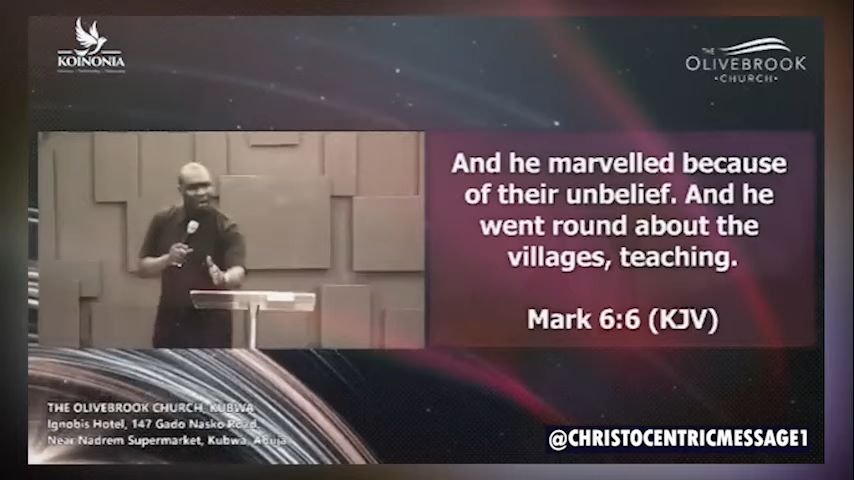 KOINONIA
THE
OLIVEBROOK
·CHURCH·
And he marvelled because
of their unbelief. And he
went round about the
villages, teaching.
Mark 6:6 (KJV)
THE OLIVEBROOK CHURCH, KUBWA
Ignobis Hotel, 147 Gado Nasko Road,
Near Nadrem Supermarket, Kubwa, Abuja
@CHRISTOCENTRICMESSAGE1